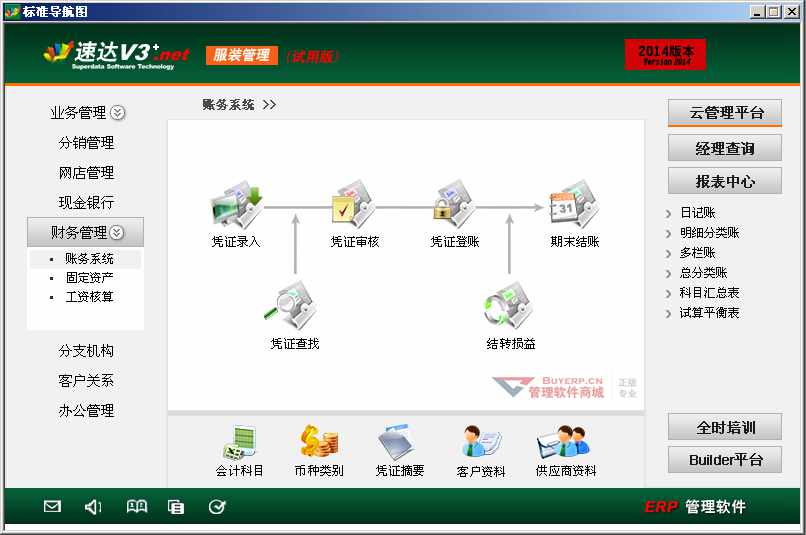 标准导航图
速达V3+.net
Superdata Software Technology
服装管理
(试用版)
2014版本
Version 2014
业务管理
分销管理
网店管理
现金银行
财务管理
账务系统
固定资产
工资核算
分支机构
客户关系
办公管理
账务系统 >>
凭证录入
凭证审核
凭证登账
期末结账
31
凭证查找
结转损益
BUYERP.CN
管理软件商城
正版
专业
会计科目
币种类别
凭证摘要
客户资料
供应商资料
云管理平台
经理查询
报表中心
日记账
明细分类账
多栏账
总分类账
科目汇总表
试算平衡表
全时培训
Builder平台
ERP 管理软件